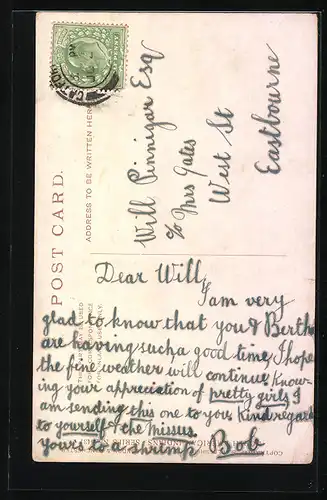 POST CARD.
ADDRESS TO BE WRITTEN HERE
Will Pinnigar Esq
c/o Mrs Gates
West St
Eastbourne
Dear Will,
I am very
glad to know that you & Bertha
are having such a good time, I hope
the fine weather will continue. Know-
ing your appreciation of pretty girls I
am sending this one to you. Kind regards
to yourself & the missus
yours to a shrimp Bob